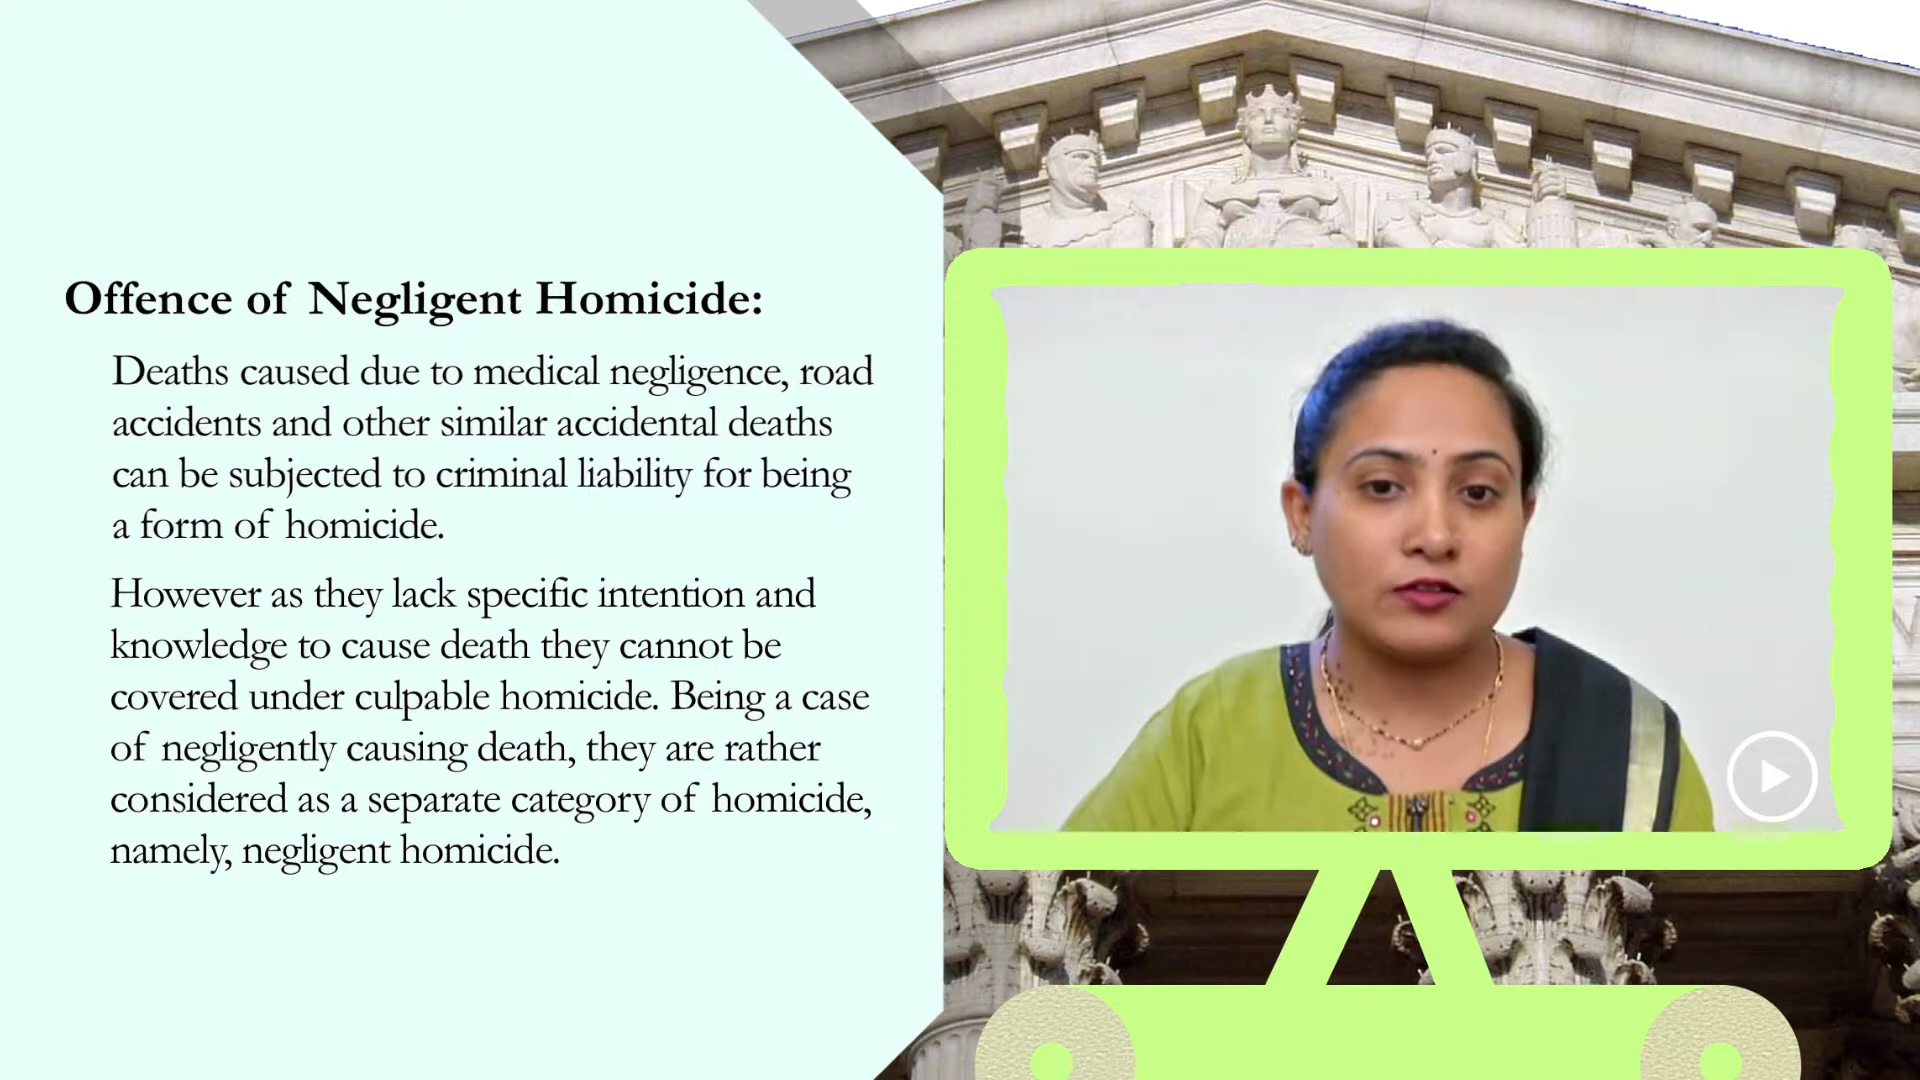 Offence of Negligent Homicide:
Deaths caused due to medical negligence, road
accidents and other similar accidental deaths
can be subjected to criminal liability for being
a form of homicide.
However as they lack specific intention and
knowledge to cause death they cannot be
covered under culpable homicide. Being a case
of negligently causing death, they are rather
considered as a separate category of homicide,
namely, negligent homicide.